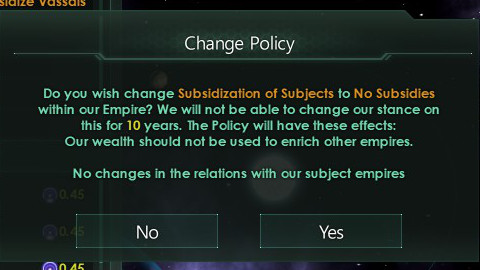 sidize Vassals
Change Policy
Do you wish change Subsidization of Subjects to No Subsidies
within our Empire? We will not be able to change our stance on
this for 10 years. The Policy will have these effects:
Our wealth should not be used to enrich other empires.
No changes in the relations with our subject empires
0.45
0.45
No
Yes
0.45